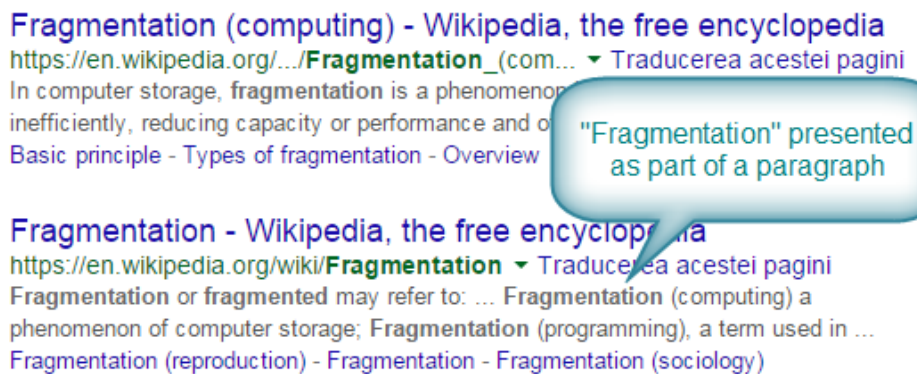 Fragmentation (computing) - Wikipedia, the free encyclopedia
https://en.wikipedia.org/.../Fragmentation_(com... ▼ Traducerea acestei pagini
In computer storage, fragmentation is a phenomenon
inefficiently, reducing capacity or performance and
Basic principle - Types of fragmentation - Overview
"Fragmentation" presented
as part of a paragraph
Fragmentation - Wikipedia, the free encyclopedia
https://en.wikipedia.org/wiki/Fragmentation ▼ Traducerea acestei pagini
Fragmentation or fragmented may refer to: ... Fragmentation (computing) a
phenomenon of computer storage; Fragmentation (programming), a term used in ...
Fragmentation (reproduction) - Fragmentation - Fragmentation (sociology)